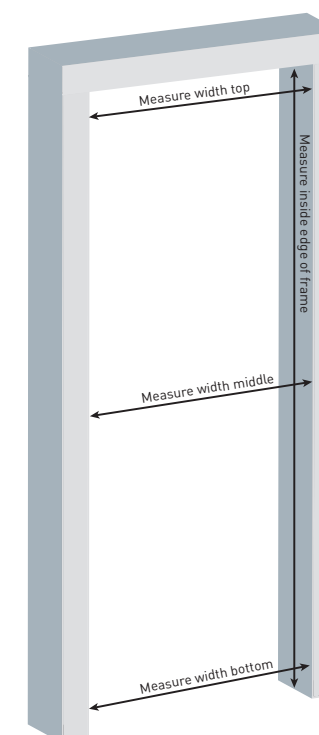 Measure width top
Measure inside edge of frame
Measure width middle
Measure width bottom